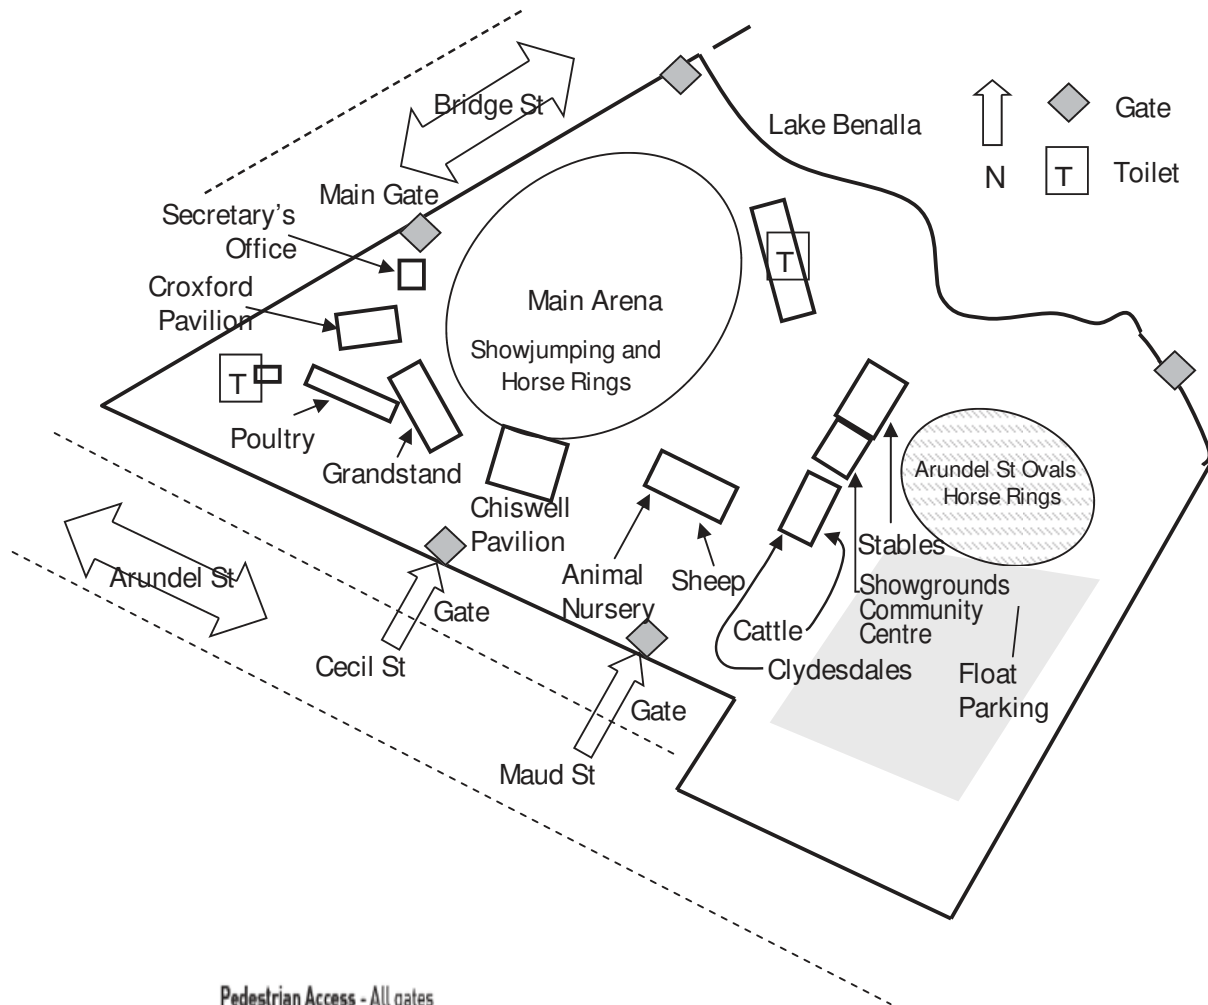 Bridge St
Lake Benalla
Gate
N
T
Toilet
Main Gate
Secretary’s
Office
Croxford
Pavilion
T
Main Arena
Showjumping and
Horse Rings
T
Poultry
Grandstand
Chiswell
Pavilion
Arundel St Ovals
Horse Rings
Arundel St
Gate
Cecil St
Animal
Nursery
Sheep
Stables
Showgrounds
Community
Centre
Cattle
Clydesdales
Float
Parking
Gate
Maud St
Pedestrian Access - All gates